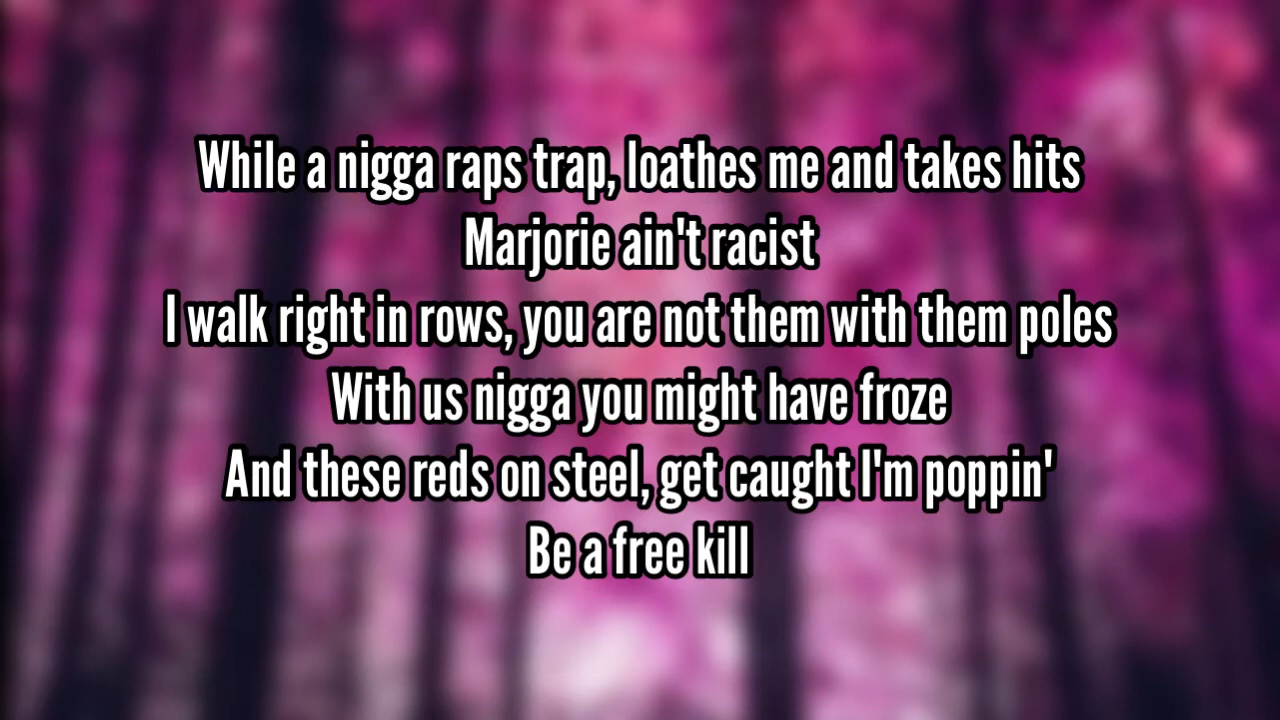 While a nigga raps trap, loathes me and takes hits
Marjorie ain't racist
I walk right in rows, you are not them with them poles
With us nigga you might have froze
And these reds on steel, get caught I'm poppin'
Be a free kill